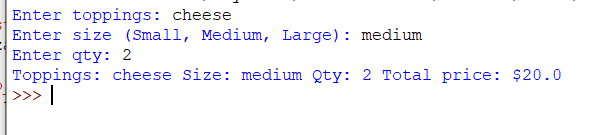 Enter toppings: cheese
Enter size (Small, Medium, Large): medium
Enter qty: 2
Toppings: cheese Size: medium Qty: 2 Total price: $20.0
>>>